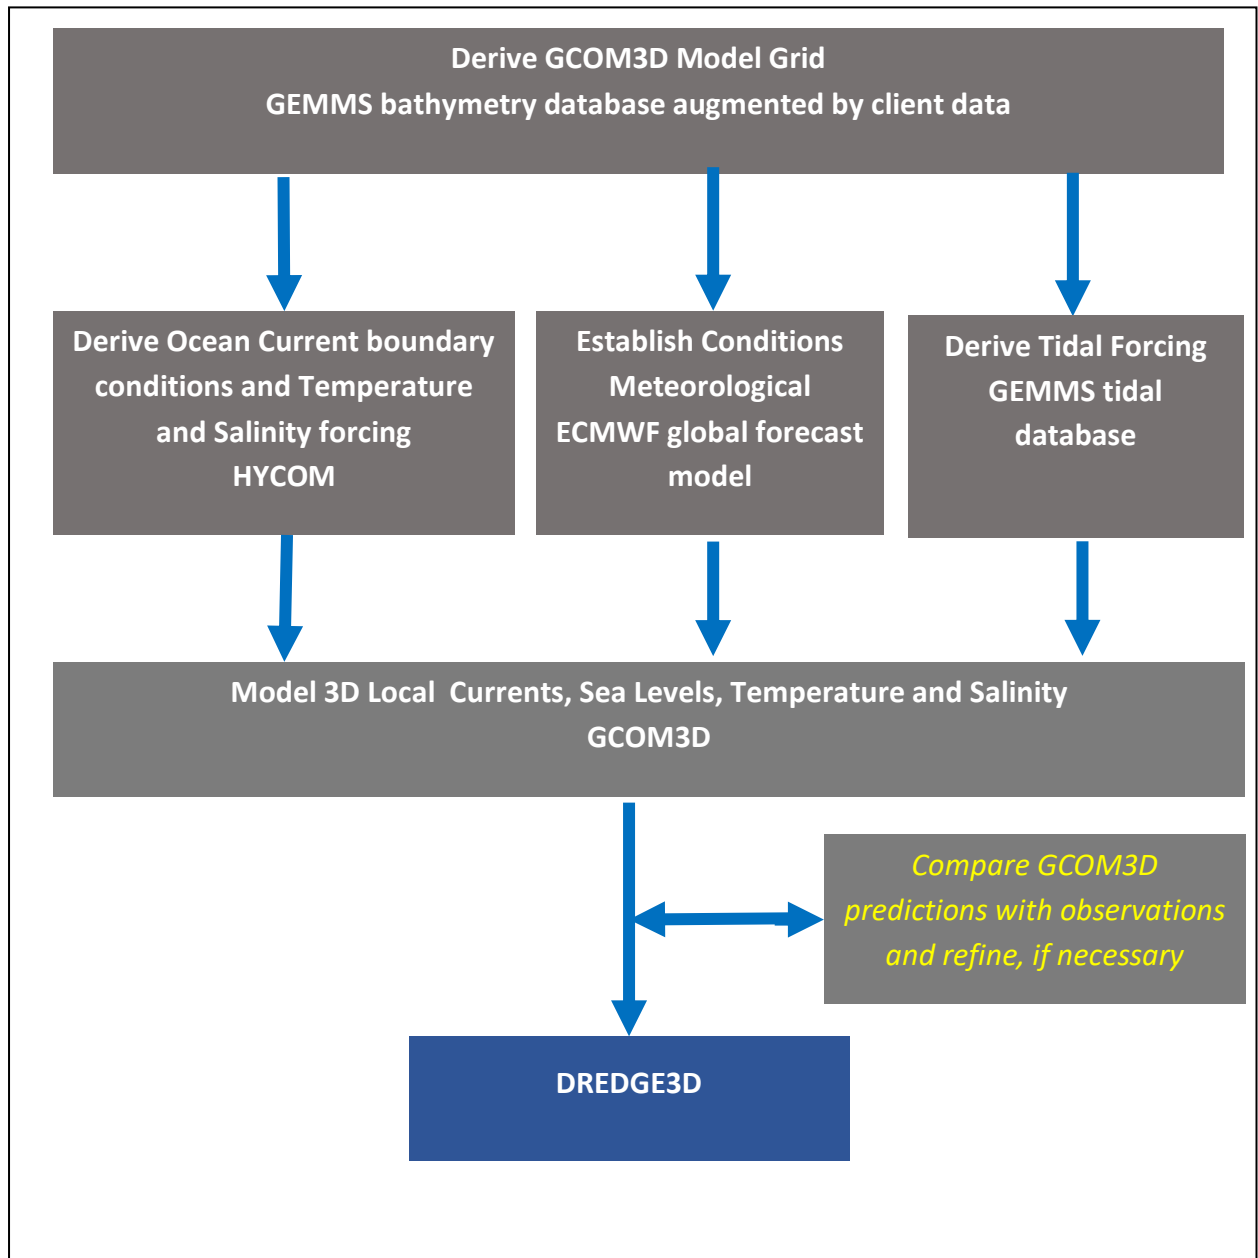 Derive GCOM3D Model Grid
GEMMS bathymetry database augmented by client data
Derive Ocean Current boundary
conditions and Temperature
and Salinity forcing
HYCOM
Establish Conditions
Meteorological
ECMWF global forecast
model
Derive Tidal Forcing
GEMMS tidal
database
Model 3D Local  Currents, Sea Levels, Temperature and Salinity
GCOM3D
Compare GCOM3D
predictions with observations
and refine, if necessary
DREDGE3D